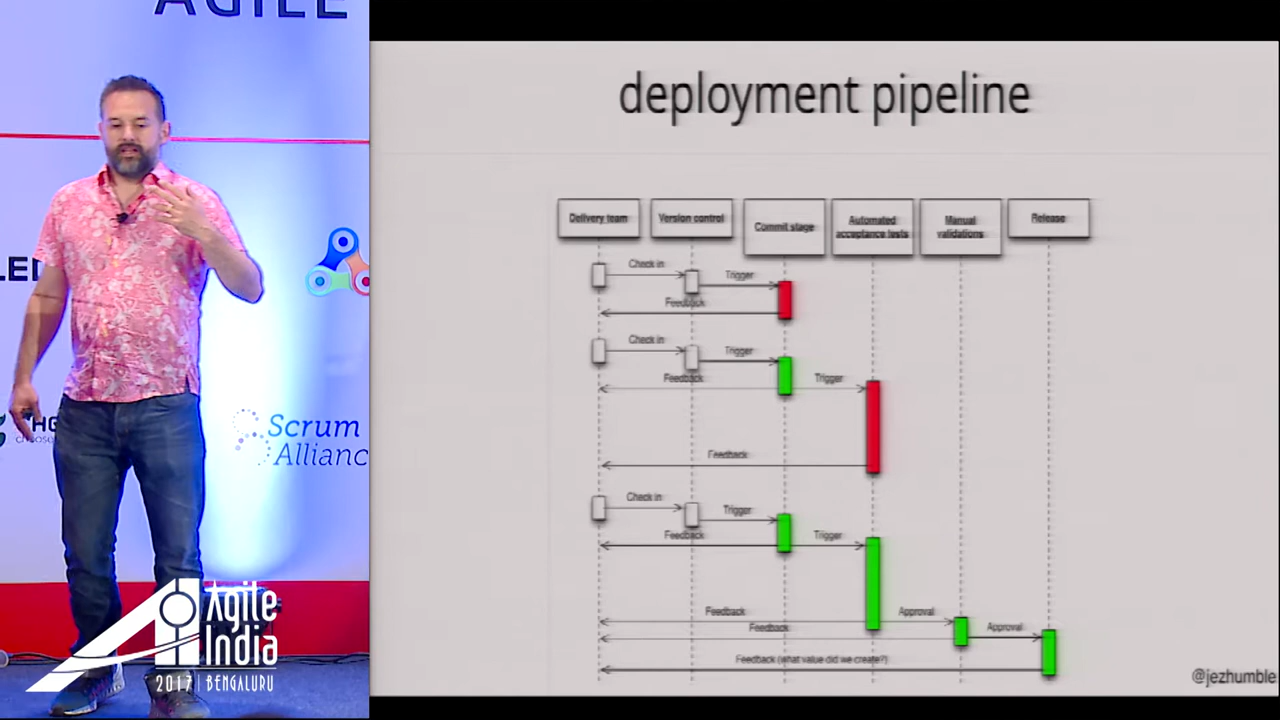 AGILE
LED
Scrum
Allianc
Agile
India
2017 | BENGALURU
deployment pipeline
Delivery team
Version control
Commit stage
Automated
acceptance tests
Manual
validations
Release
Check in
Trigger
Feedback
Check in
Trigger
Feedback
Trigger
Feedback
Check in
Trigger
Feedback
Trigger
Feedback
Approval
Feedback
Approval
Feedback (what value did we create?)
@jezhumble